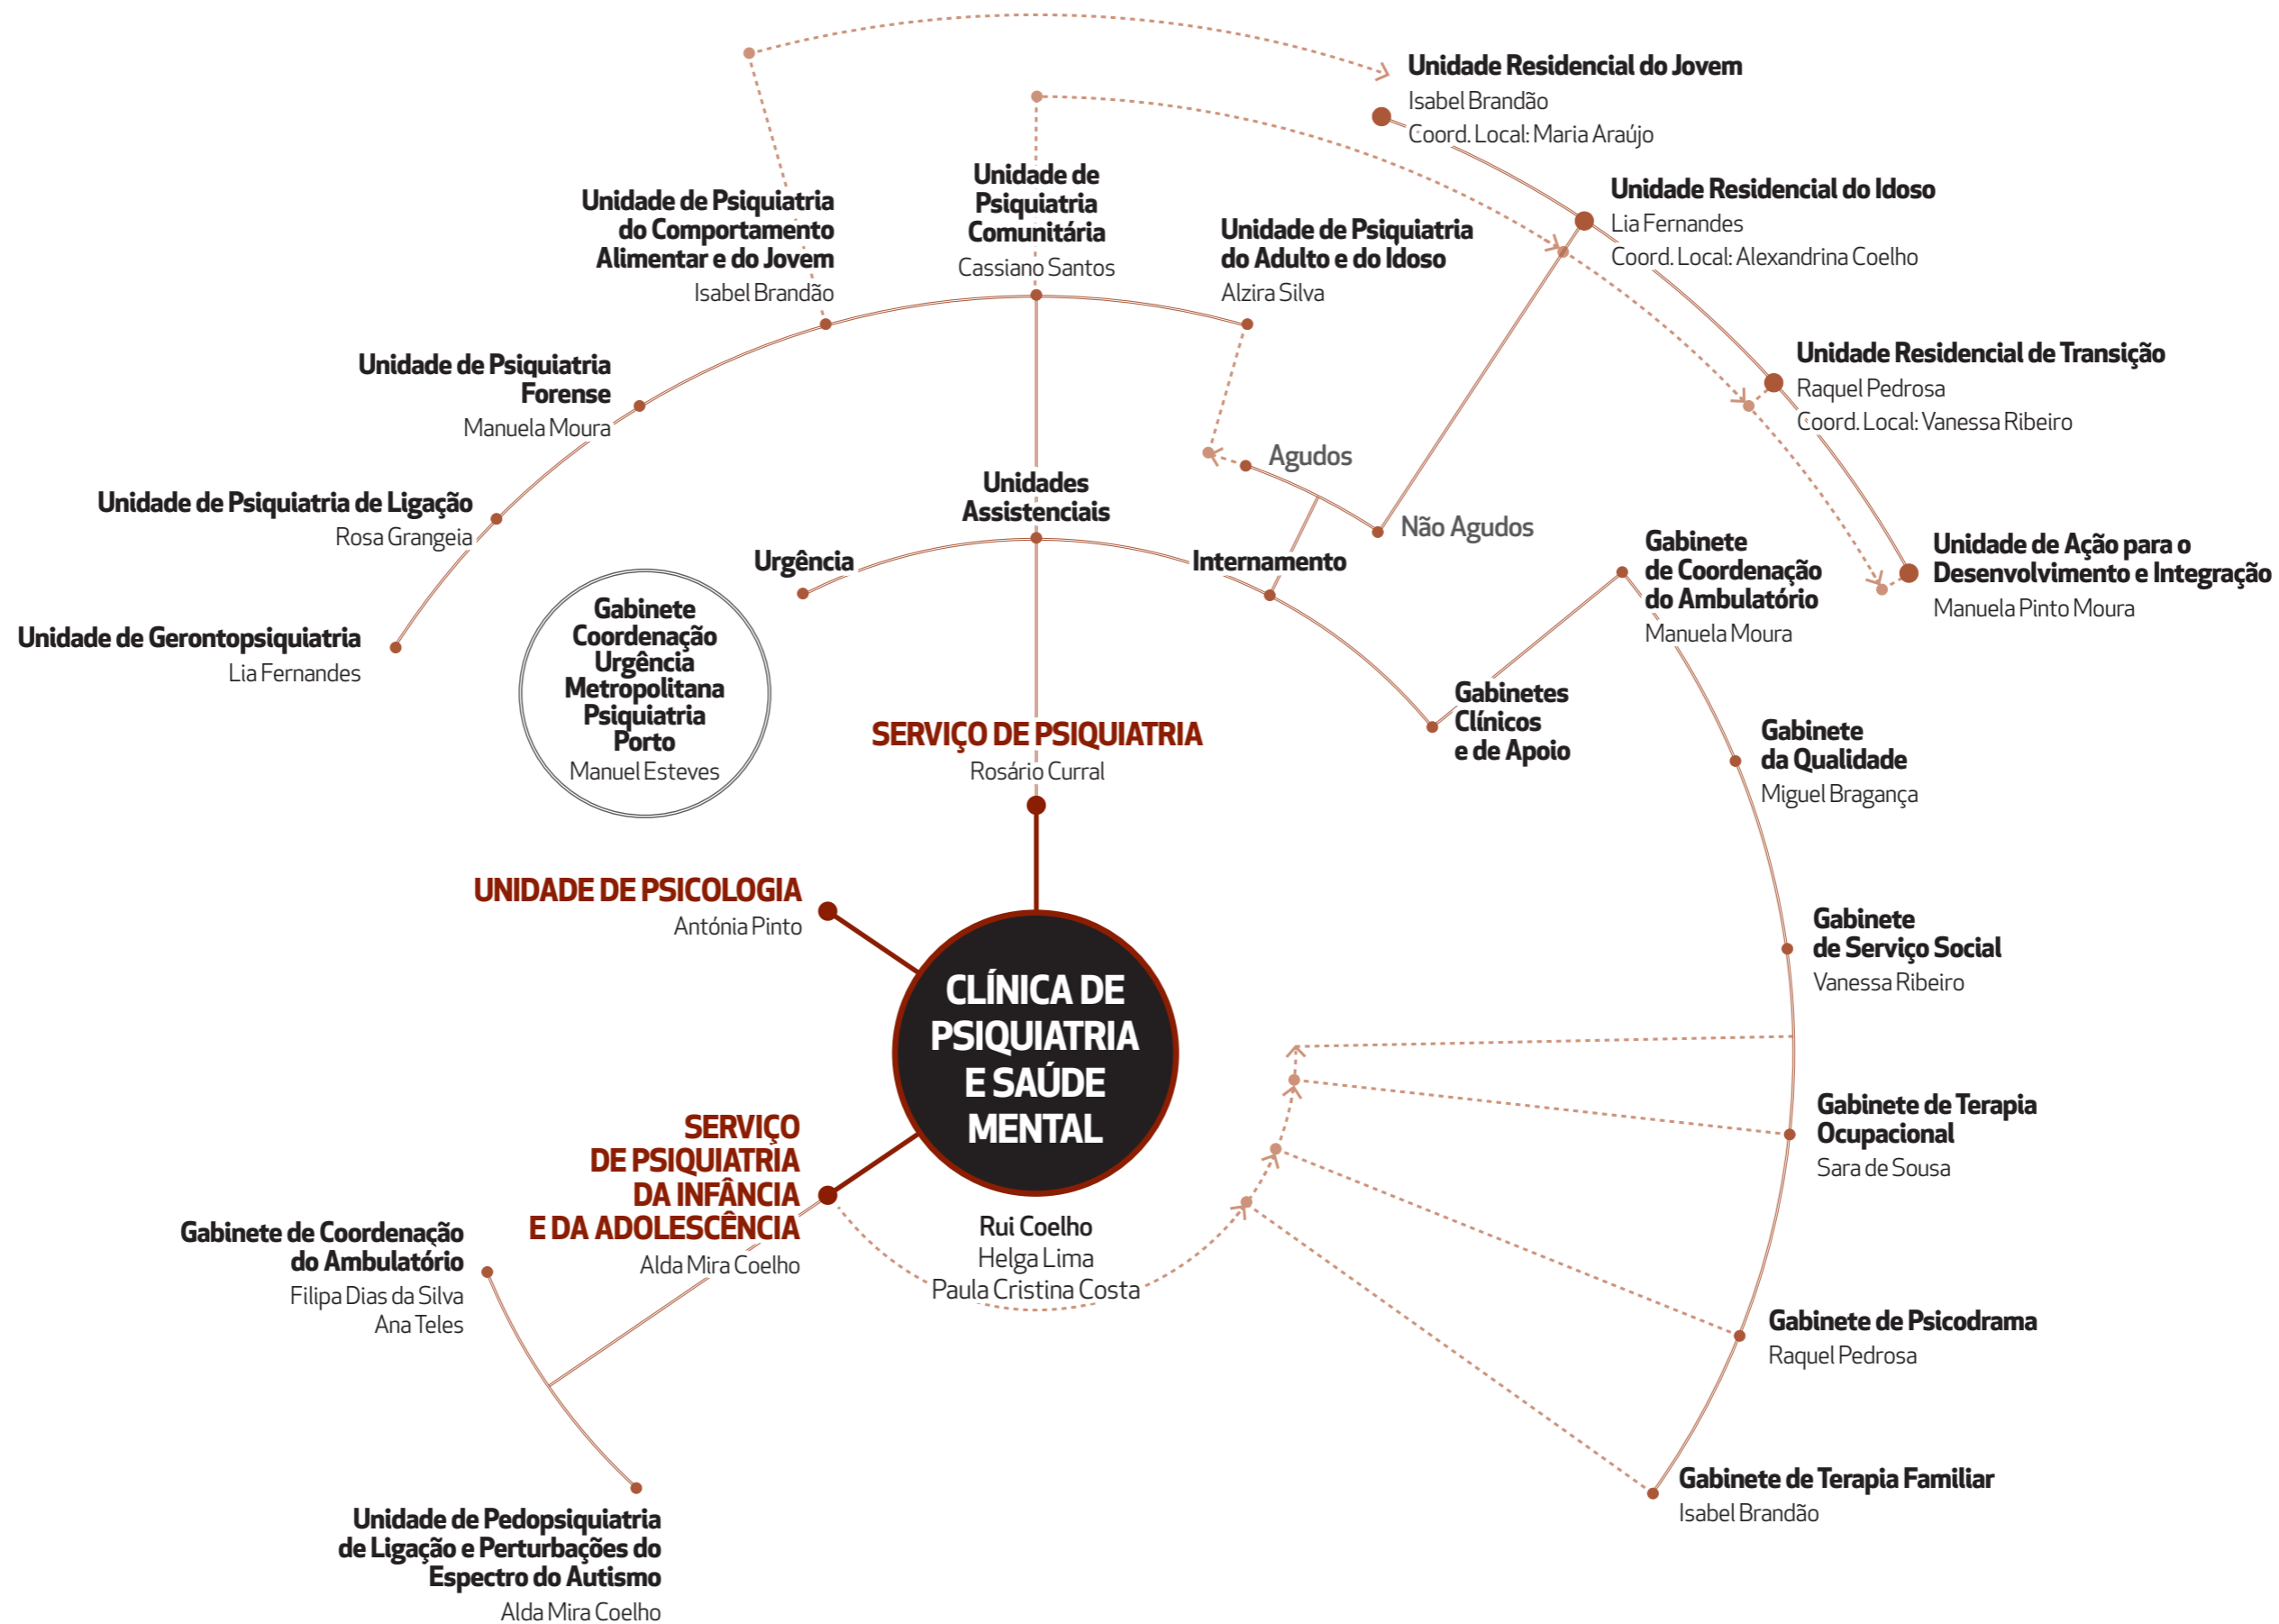 Unidade Residencial do Jovem
Isabel Brandão
Coord. Local: Maria Araújo
Unidade de
Psiquiatria
Comunitária
Cassiano Santos
Unidade de Psiquiatria
do Comportamento
Alimentar e do Jovem
Isabel Brandão
Unidade de Psiquiatria
do Adulto e do Idoso
Alzira Silva
Unidade Residencial do Idoso
Lia Fernandes
Coord. Local: Alexandrina Coelho
Unidade de Psiquiatria
Forense
Manuela Moura
Unidade Residencial de Transição
Raquel Pedrosa
Coord. Local: Vanessa Ribeiro
Unidade de Psiquiatria de Ligação
Rosa Grangeia
Agudos
Não Agudos
Unidades
Assistenciais
Urgência
Internamento
Gabinete
de Coordenação
do Ambulatório
Manuela Moura
Unidade de Ação para o
Desenvolvimento e Integração
Manuela Pinto Moura
Unidade de Gerontopsiquiatria
Lia Fernandes
Gabinete
Coordenação
Urgência
Metropolitana
Psiquiatria
Porto
Manuel Esteves
Gabinetes
Clínicos
e de Apoio
SERVIÇO DE PSIQUIATRIA
Rosário Curral
Gabinete
da Qualidade
Miguel Bragança
UNIDADE DE PSICOLOGIA
Antónia Pinto
Gabinete
de Serviço Social
Vanessa Ribeiro
CLÍNICA DE
PSIQUIATRIA
E SAÚDE
MENTAL
Rui Coelho
Helga Lima
Paula Cristina Costa
Gabinete de Terapia
Ocupacional
Sara de Sousa
SERVIÇO
DE PSIQUIATRIA
DA INFÂNCIA
E DA ADOLESCÊNCIA
Alda Mira Coelho
Gabinete de Coordenação
do Ambulatório
Filipa Dias da Silva
Ana Teles
Gabinete de Psicodrama
Raquel Pedrosa
Gabinete de Terapia Familiar
Isabel Brandão
Unidade de Pedopsiquiatria
de Ligação e Perturbações do
Espectro do Autismo
Alda Mira Coelho